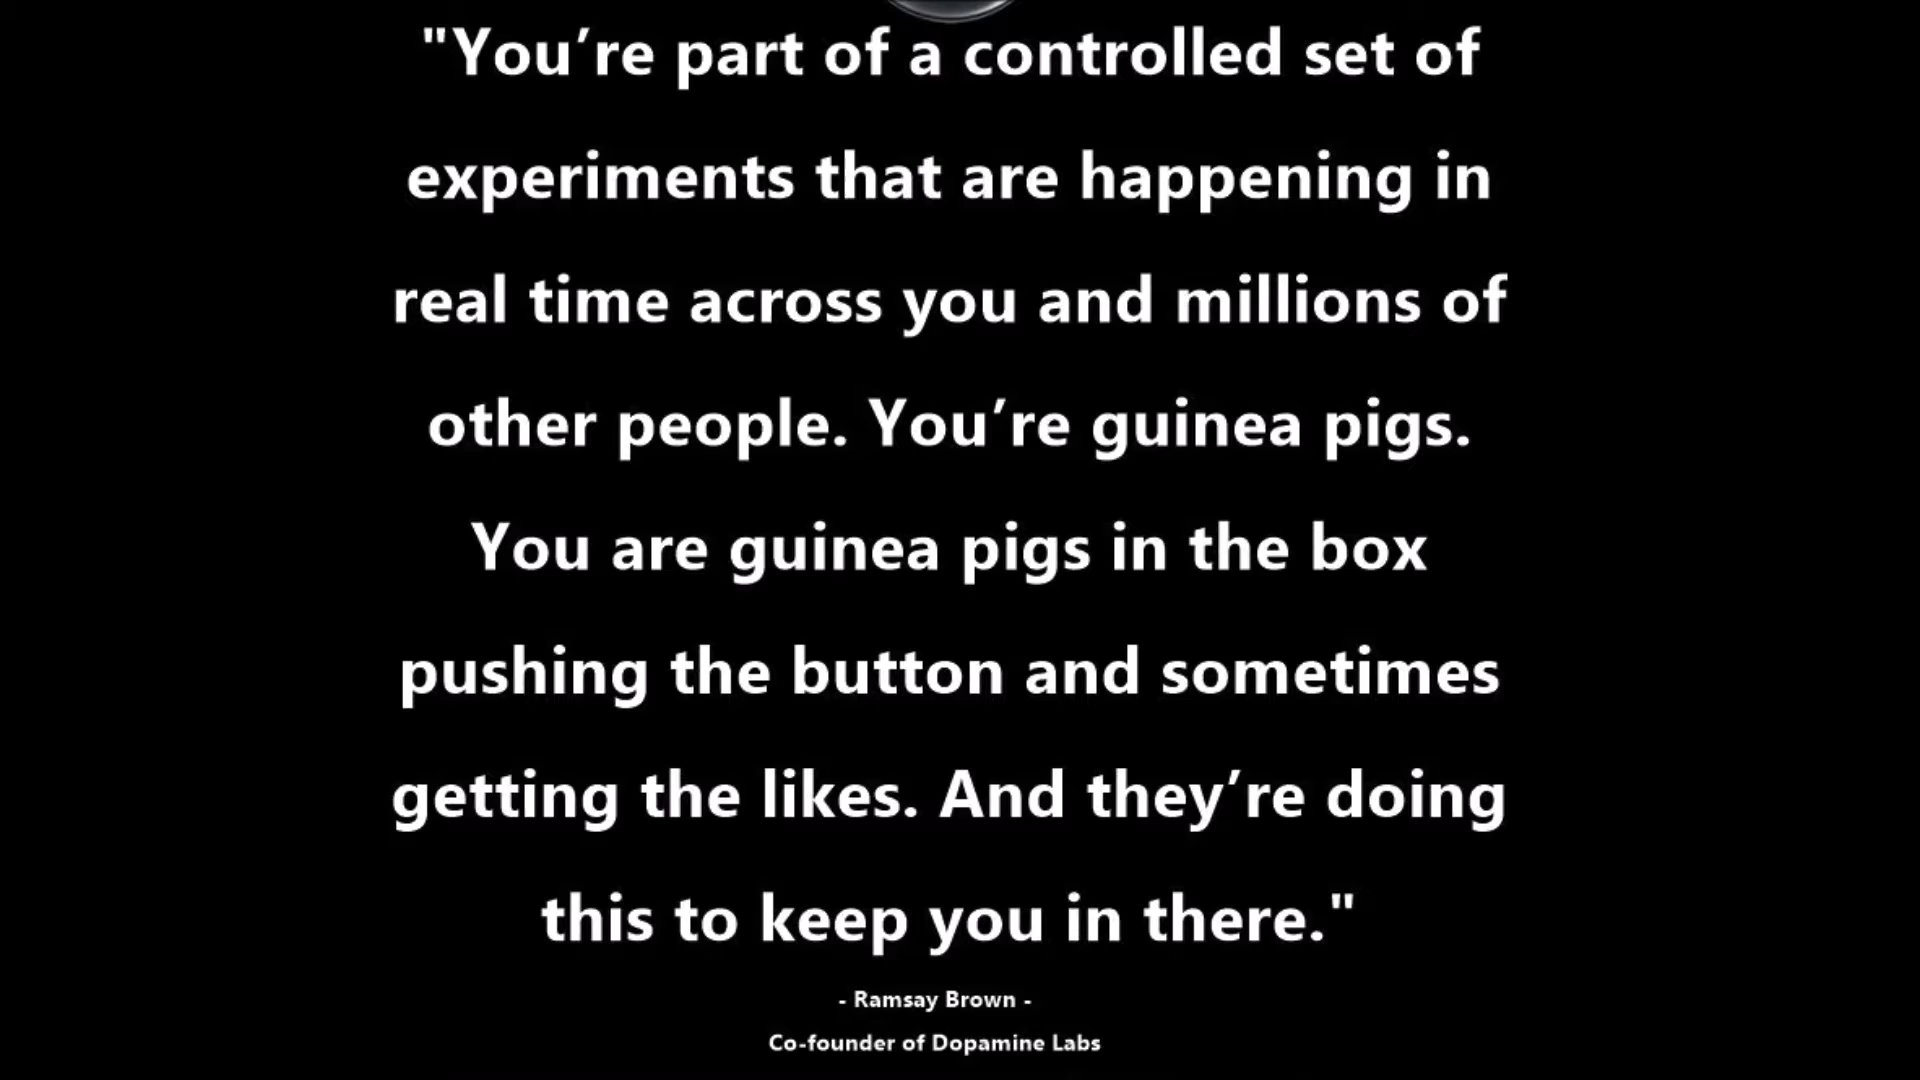 "You’re part of a controlled set of
experiments that are happening in
real time across you and millions of
other people. You’re guinea pigs.
You are guinea pigs in the box
pushing the button and sometimes
getting the likes. And they’re doing
this to keep you in there."
- Ramsay Brown -
Co-founder of Dopamine Labs